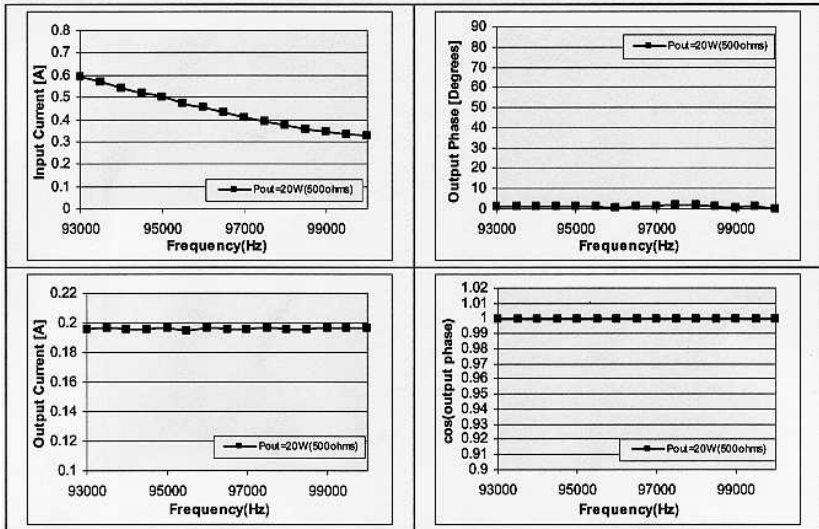 Input Current [A]
0.8
0.7
0.6
0.5
0.4
0.3
0.2
0.1
0
Pout=20W(500ohms)
93000 95000 97000 99000
Frequency(Hz)
Output Phase [Degrees]
90
80
70
60
50
40
30
20
10
0
Pout=20W(500ohms)
93000 95000 97000 99000
Frequency(Hz)
Output Current [A]
0.22
0.2
0.18
0.16
0.14
0.12
0.1
Pout=20W(500ohms)
93000 95000 97000 99000
Frequency(Hz)
cos(output phase)
1.02
1.01
1
0.99
0.98
0.97
0.96
0.95
0.94
0.93
0.92
0.91
0.9
Pout=20W(500ohms)
93000 95000 97000 99000
Frequency(Hz)